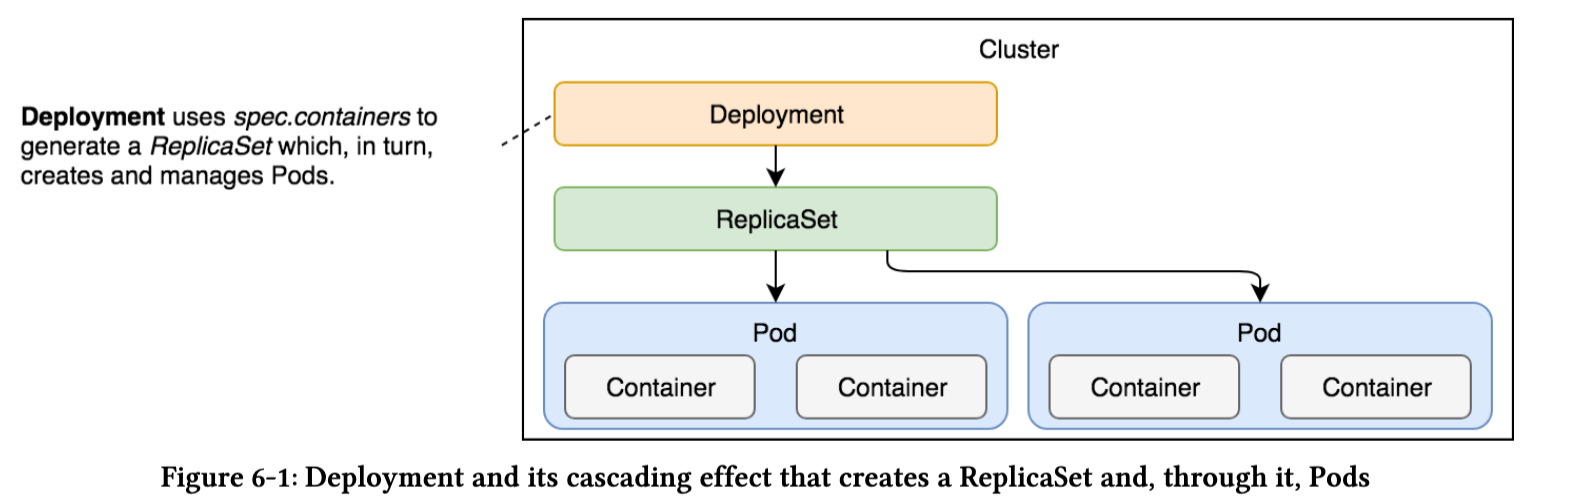 Cluster
Deployment
Deployment uses spec.containers to
generate a ReplicaSet which, in turn,
creates and manages Pods.
ReplicaSet
Pod
Pod
Container
Container
Container
Container
Figure 6-1: Deployment and its cascading effect that creates a ReplicaSet and, through it, Pods